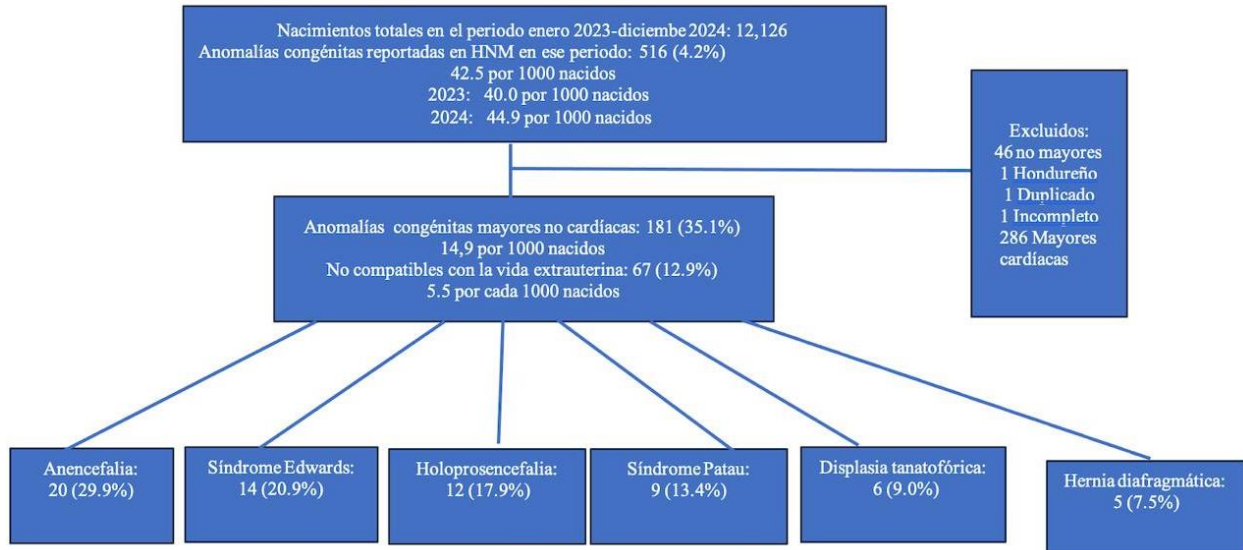 Nacimientos totales en el periodo enero 2023-diciembre 2024: 12,126
Anomalías congénitas reportadas en HNM en ese periodo: 516 (4.2%)
42.5 por 1000 nacidos
2023: 40.0 por 1000 nacidos
2024: 44.9 por 1000 nacidos
Excluidos:
46 no mayores
1 Hondureño
1 Duplicado
1 Incompleto
286 Mayores
cardíacas
Anomalías congénitas mayores no cardíacas: 181 (35.1%)
14,9 por 1000 nacidos
No compatibles con la vida extrauterina: 67 (12.9%)
5.5 por cada 1000 nacidos
Anencefalia:
20 (29.9%)
Síndrome Edwards:
14 (20.9%)
Holoprosencefalia:
12 (17.9%)
Síndrome Patau:
9 (13.4%)
Displasia tanatofórica:
6 (9.0%)
Hernia diafragmática:
5 (7.5%)